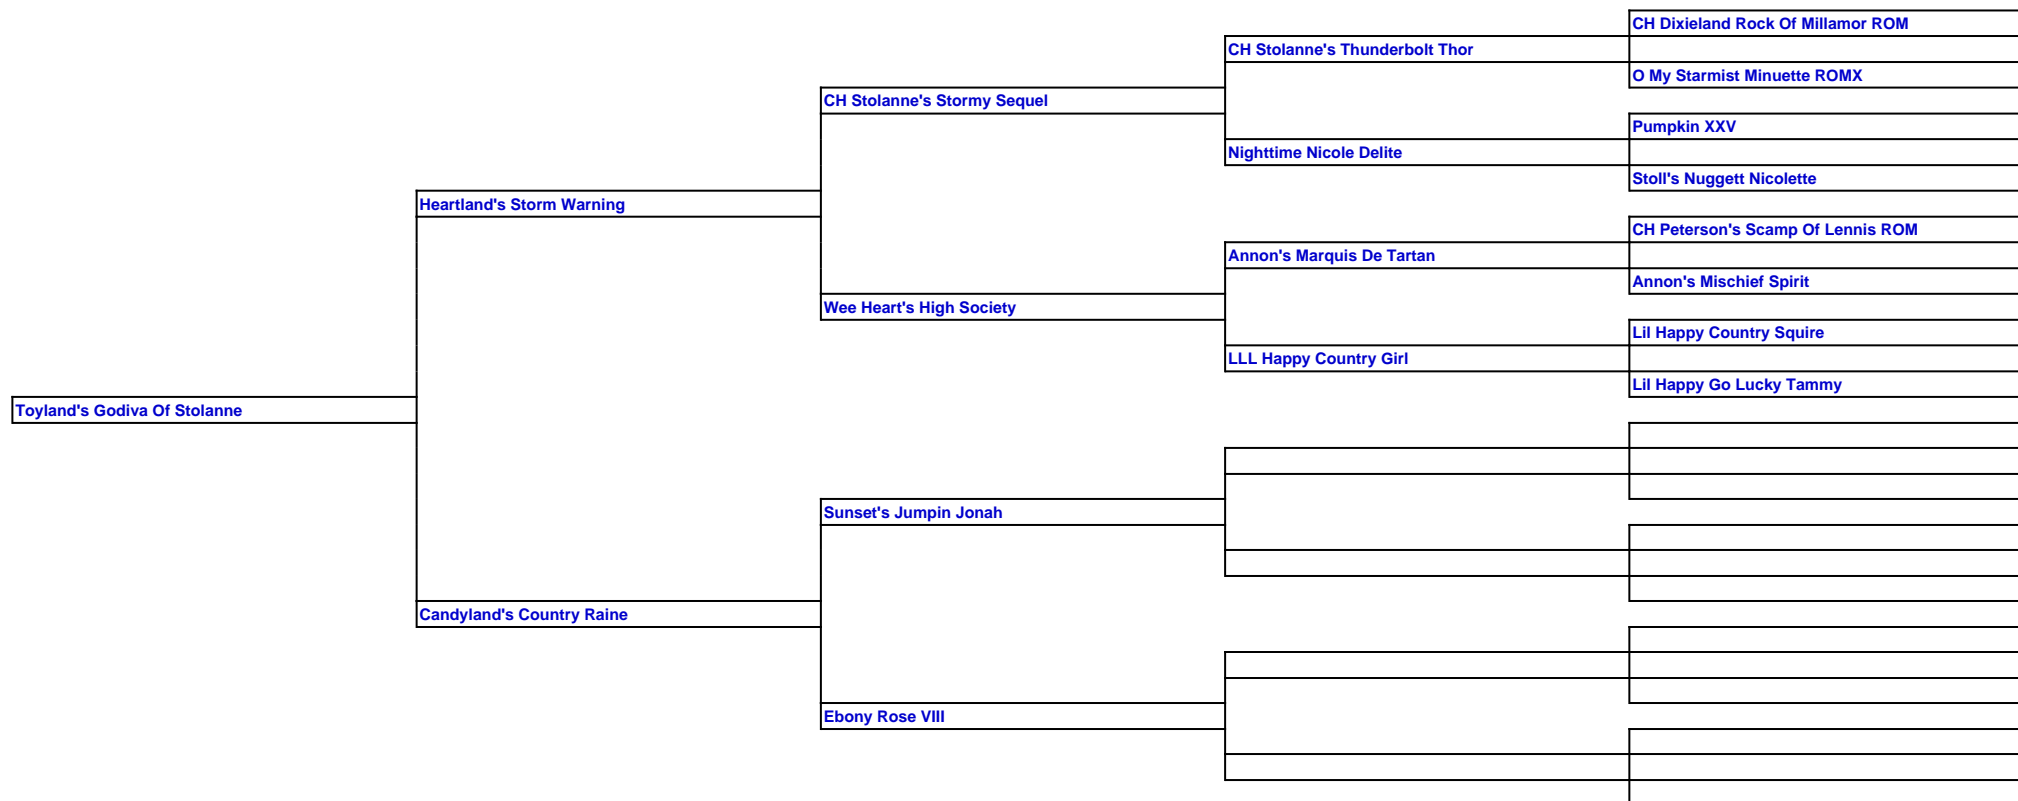 CH Dixieland Rock Of Millamor ROM
CH Stolanne's Thunderbolt Thor
O My Starmist Minuette ROMX
CH Stolanne's Stormy Sequel
Pumpkin XXV
Nighttime Nicole Delite
Stoll's Nuggett Nicolette
Heartland's Storm Warning
CH Peterson's Scamp Of Lennis ROM
Annon's Marquis De Tartan
Annon's Mischief Spirit
Wee Heart's High Society
Lil Happy Country Squire
LLL Happy Country Girl
Lil Happy Go Lucky Tammy
Toyland's Godiva Of Stolanne
Sunset's Jumpin Jonah
Candyland's Country Raine
Ebony Rose VIII